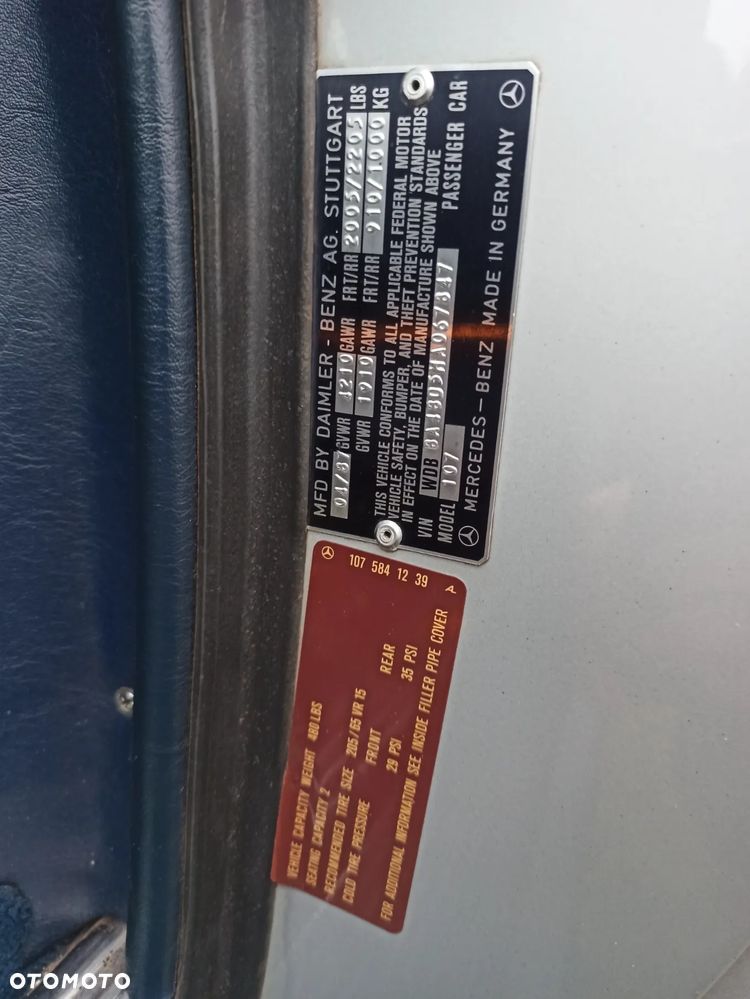 MFD BY DAIMLER - BENZ AG. STUTTGART
04/87 GVWR 4210 GAWR FRT/RR 2005/2205 LBS
GVWR 1910 GAWR FRT/RR 910/1000 KG
THIS VEHICLE CONFORMS TO ALL APPLICABLE FEDERAL MOTOR
VEHICLE SAFETY, BUMPER, AND THEFT PREVENTION STANDARDS
IN EFFECT ON THE DATE OF MANUFACTURE SHOWN ABOVE
VIN WDB PASSENGER CAR
MODEL 107
MERCEDES-BENZ MADE IN GERMANY
107 584 12 39 A
VEHICLE CAPACITY WEIGHT 480 LBS
SEATING CAPACITY 2
RECOMMENDED TIRE SIZE 205/65 VR 15
COLD TIRE PRESSURE FRONT REAR
29 PSI 35 PSI
FOR ADDITIONAL INFORMATION SEE INSIDE FILLER PIPE COVER
OTOMOTO